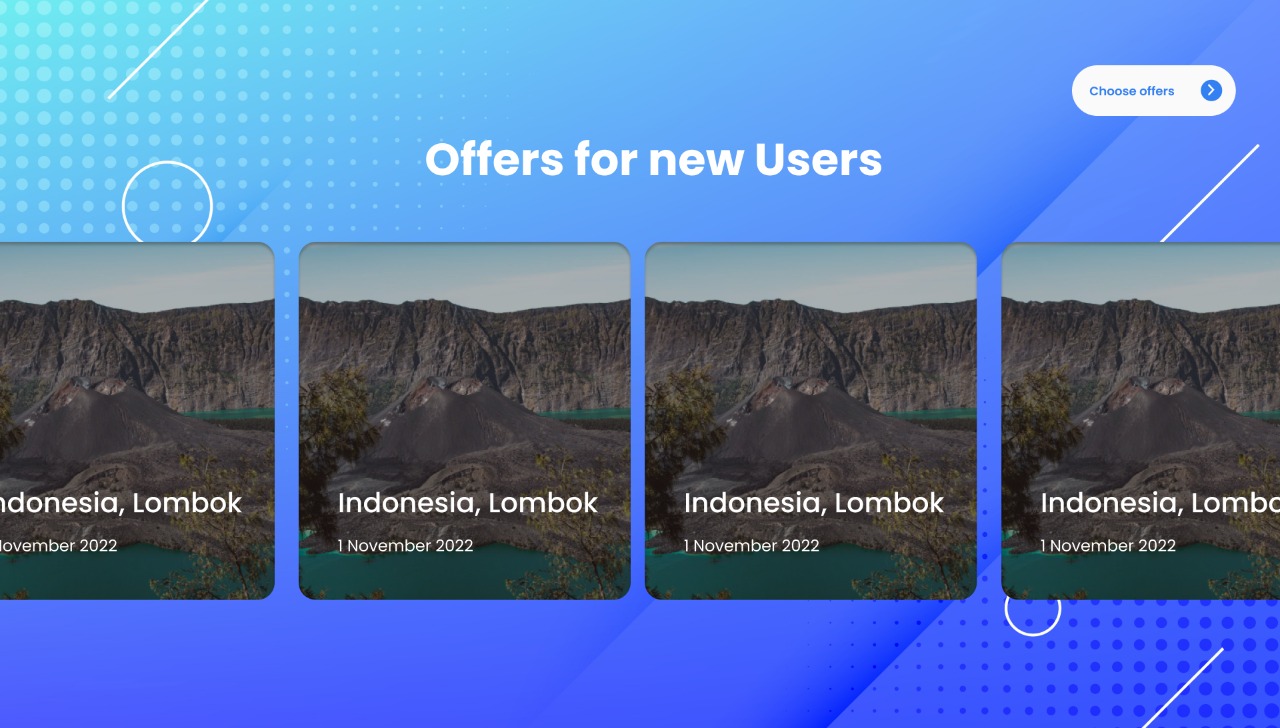 Choose offers
Offers for new Users
ndonesia, Lombok
November 2022
Indonesia, Lombok
1 November 2022
Indonesia, Lombok
1 November 2022
Indonesia, Lombo
1 November 2022